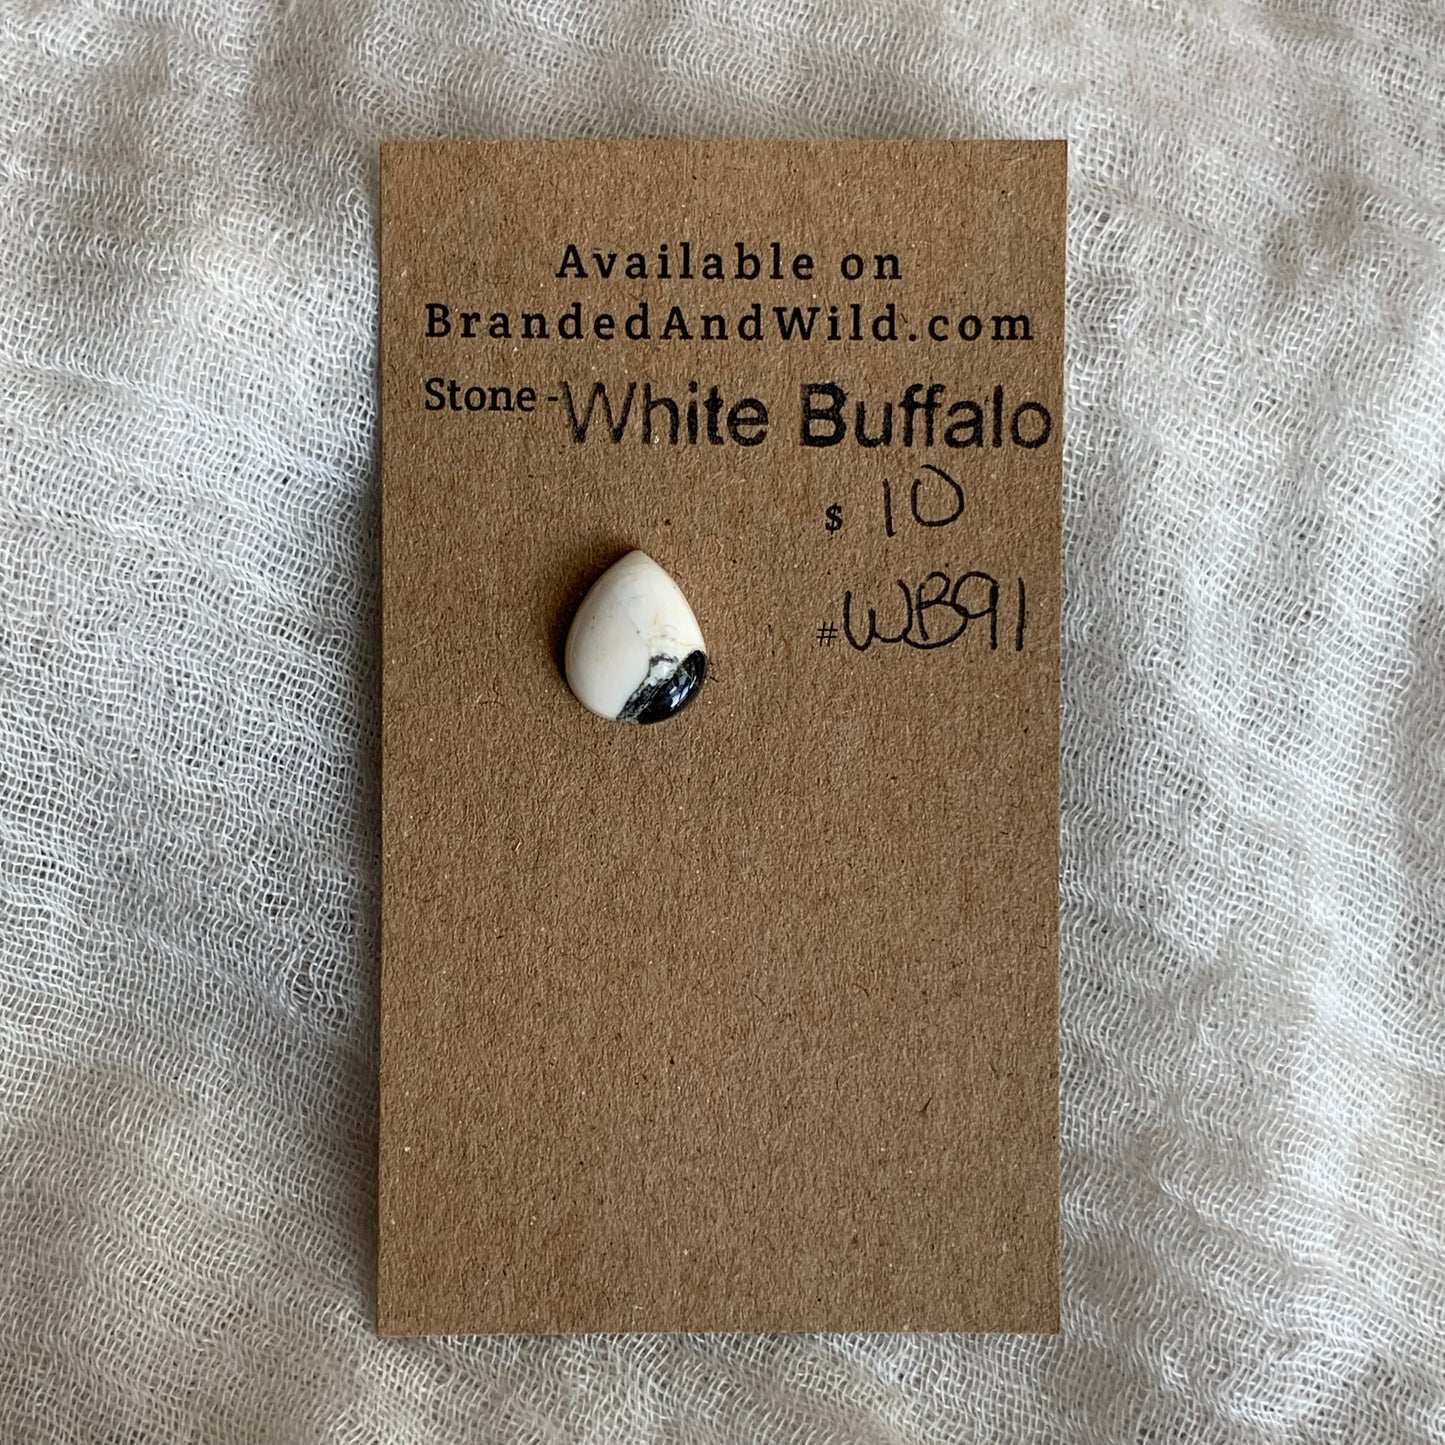 Available on
BrandedAndWild.com
Stone - White Buffalo
$ 10
# WB91